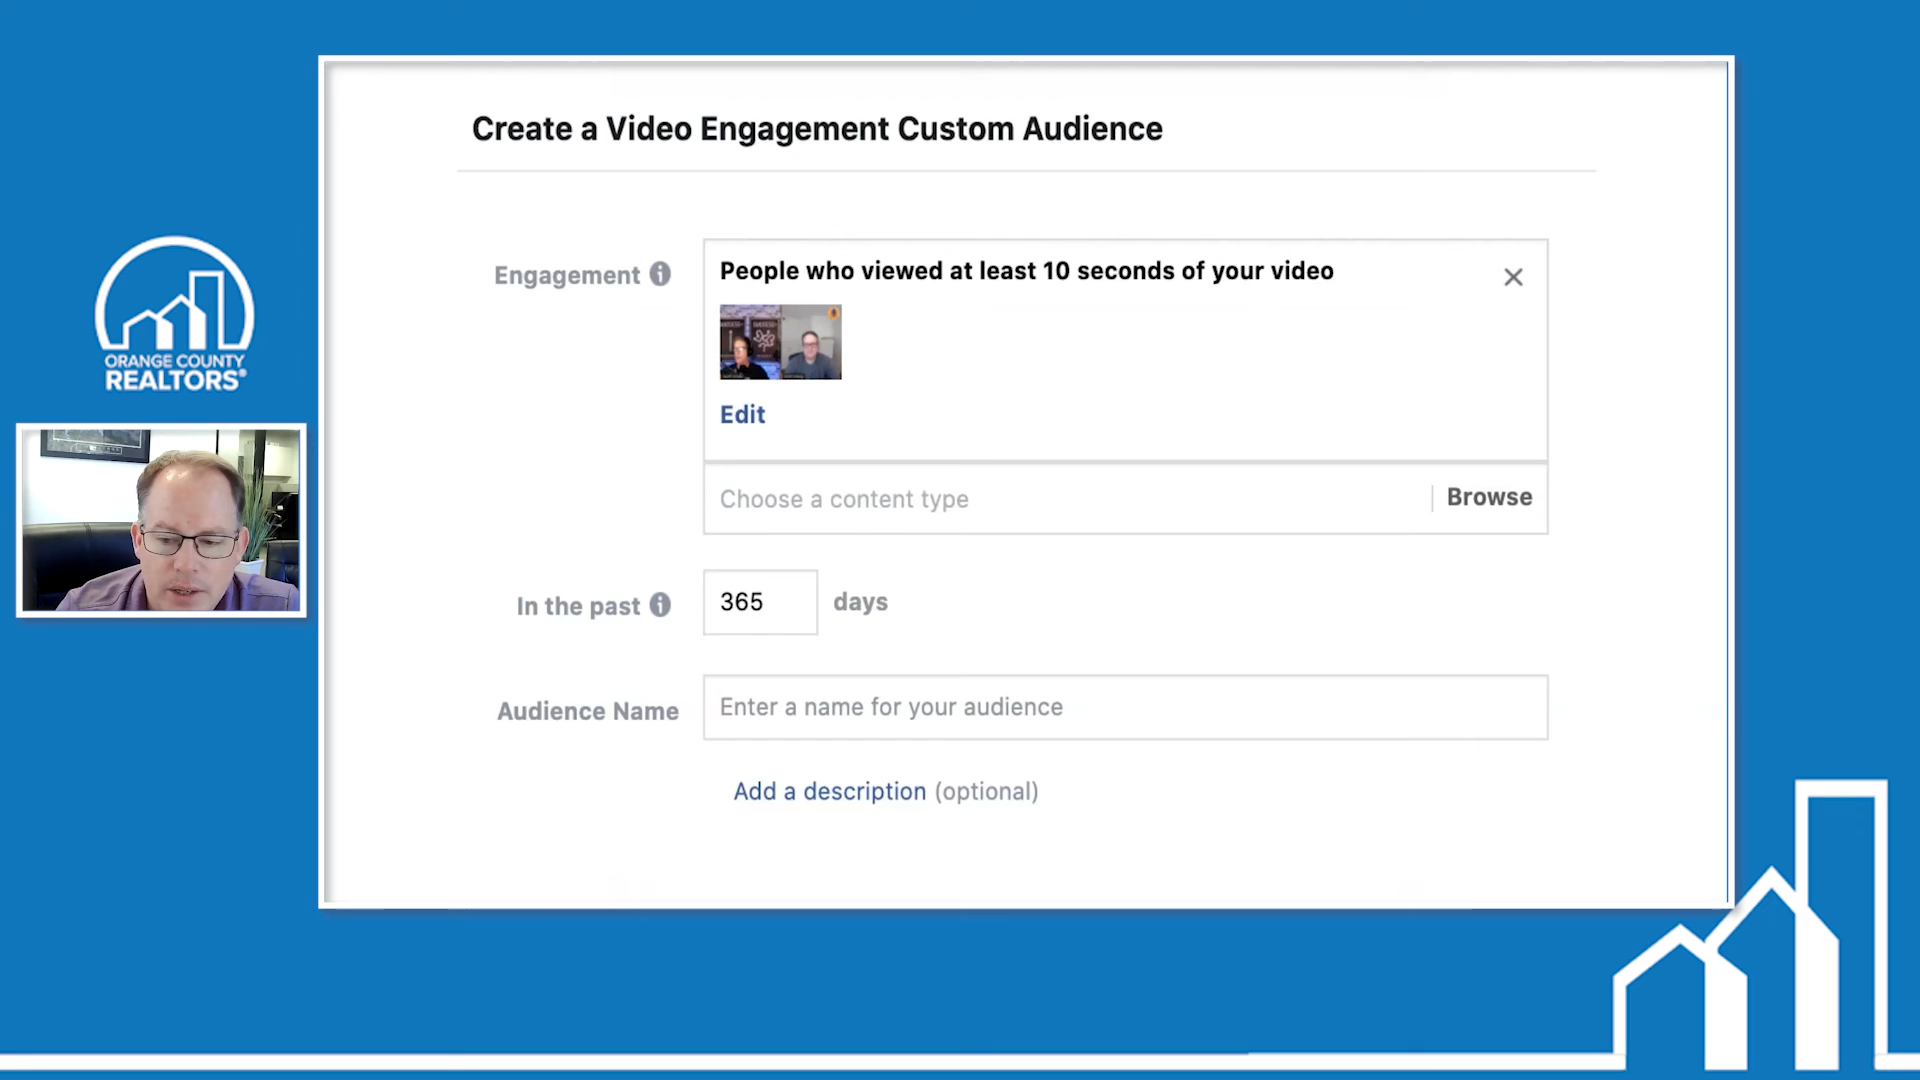 Create a Video Engagement Custom Audience
Engagement
People who viewed at least 10 seconds of your video
Edit
Choose a content type
Browse
In the past
365
days
Audience Name
Enter a name for your audience
Add a description (optional)
ORANGE COUNTY
REALTORS®